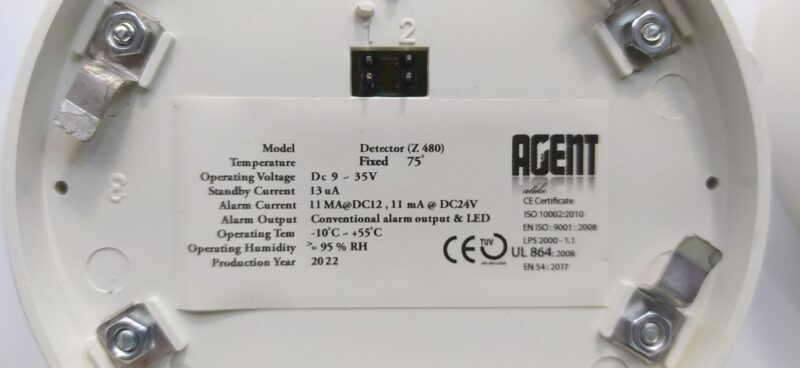 1 2
Model Detector (Z 480)
Temperature Fixed 75°
Operating Voltage Dc 9 ~ 35V
Standby Current 13 uA
Alarm Current 11 MA@DC12 , 11 mA @ DC24V
Alarm Output Conventional alarm output & LED
Operating Tem -10°C ~ +55°C
Operating Humidity >= 95 % RH
Production Year 2022
AGENT
alike
CE Certificate
ISO 10002:2010
EN ISO : 9001 : 2008
LPS 2000 - 1.1
UL 864: 2008
EN 54 : 2017
CE TUV
3